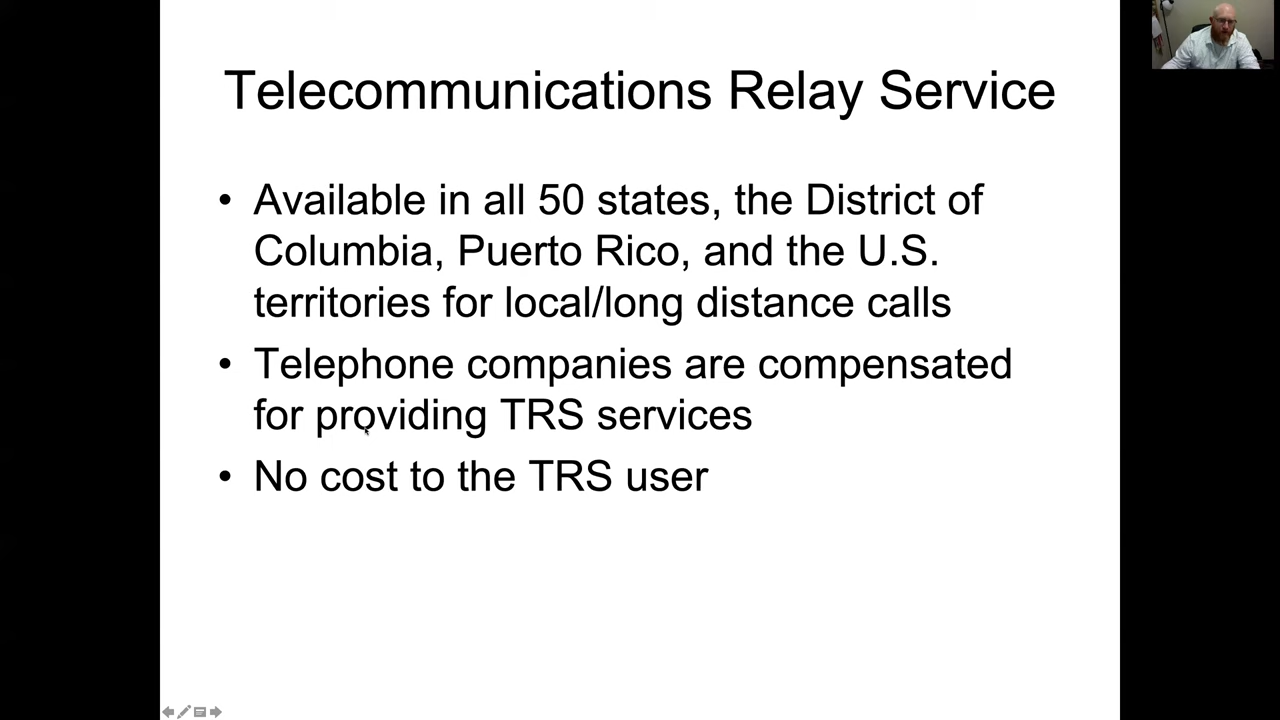 Telecommunications Relay Service
• Available in all 50 states, the District of
Columbia, Puerto Rico, and the U.S.
territories for local/long distance calls
• Telephone companies are compensated
for providing TRS services
• No cost to the TRS user